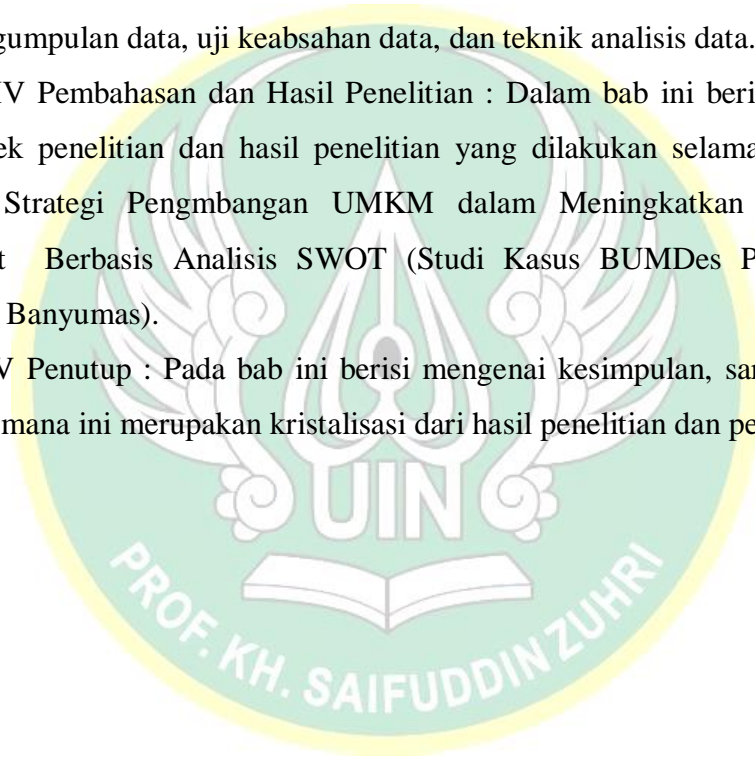 gumpulan data, uji keabsahan data, dan teknik analisis data.
IV Pembahasan dan Hasil Penelitian : Dalam bab ini beri
ek penelitian dan hasil penelitian yang dilakukan selama
Strategi Pengmbangan UMKM dalam Meningkatkan
t Berbasis Analisis SWOT (Studi Kasus BUMDes P
Banyumas).
V Penutup : Pada bab ini berisi mengenai kesimpulan, sar
mana ini merupakan kristalisasi dari hasil penelitian dan pe
UIN
PROF. KH. SAIFUDDIN ZUHRI